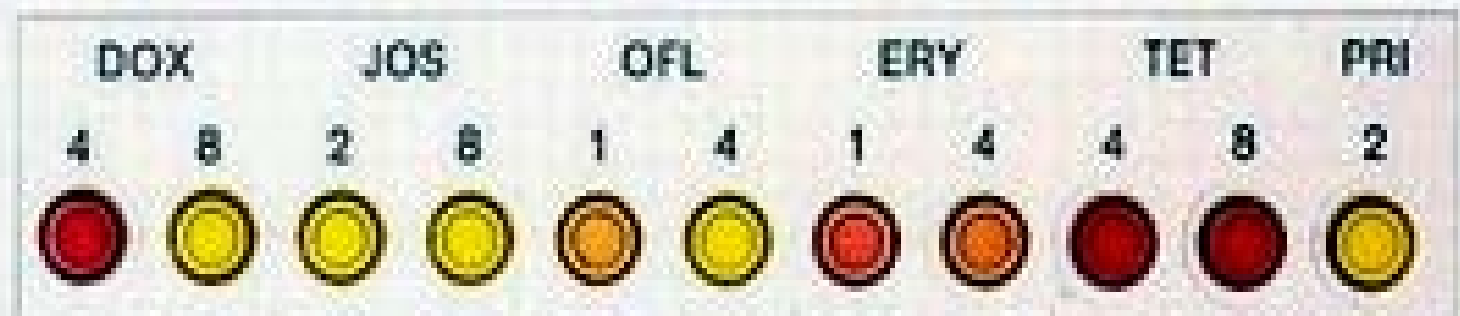 DOX JOS OFL ERY TET PRI
4 8 2 8 1 4 1 4 4 8 2